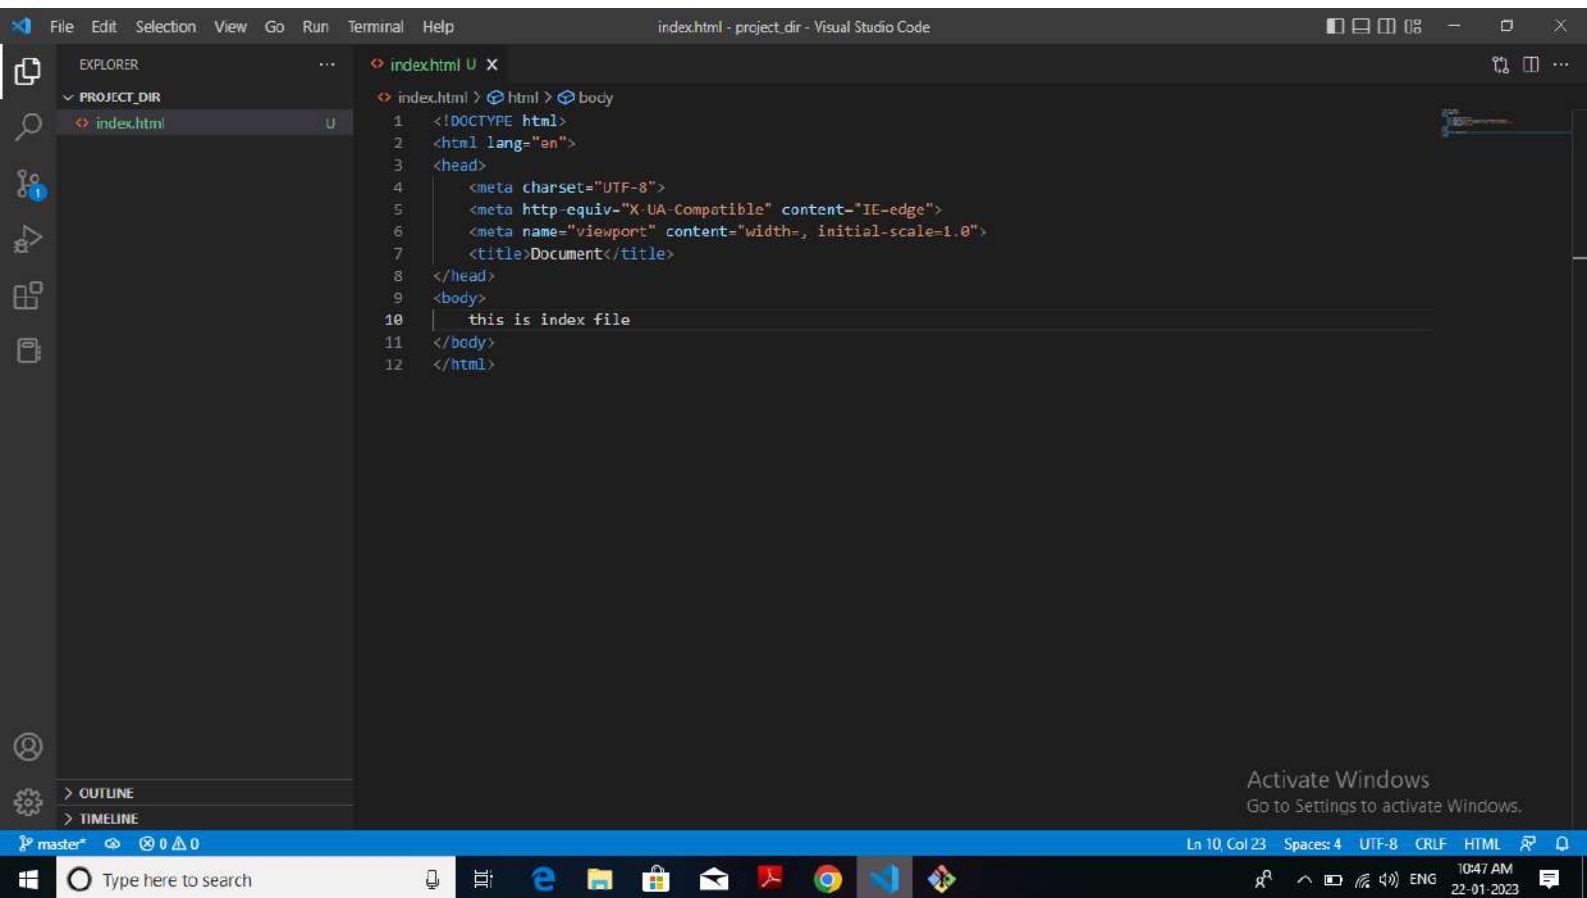 File Edit Selection View Go Run Terminal Help index.html - project_dir - Visual Studio Code
EXPLORER
index.html U
PROJECT_DIR
index.html U
index.html > html > body
1 <!DOCTYPE html>
2 <html lang="en">
3 <head>
4 <meta charset="UTF-8">
5 <meta http-equiv="X-UA-Compatible" content="IE=edge">
6 <meta name="viewport" content="width=, initial-scale=1.0">
7 <title>Document</title>
8 </head>
9 <body>
10 this is index file
11 </body>
12 </html>
1
Activate Windows
Go to Settings to activate Windows.
> OUTLINE
> TIMELINE
master* 0 0 Ln 10, Col 23 Spaces: 4 UTF-8 CRLF HTML
Type here to search ENG 10:47 AM
22-01-2023